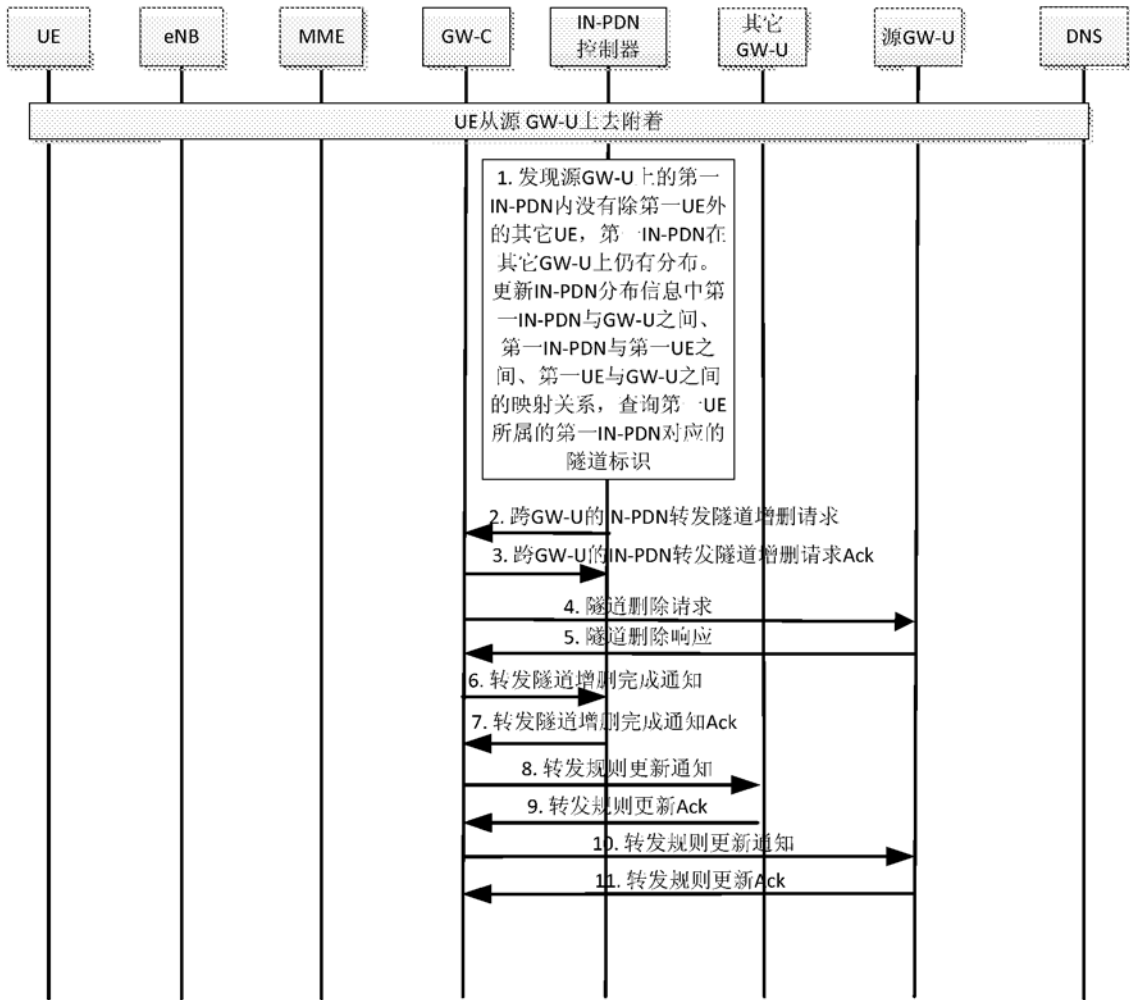 UE
eNB
MME
GW-C
IN-PDN
控制器
其它
GW-U
源GW-U
DNS
UE从源 GW-U上去附着
1. 发现源GW-U上的第一
IN-PDN内没有除第一UE外
的其它UE，第一IN-PDN在
其它GW-U上仍有分布。
更新IN-PDN分布信息中第
一IN-PDN与GW-U之间、
第一IN-PDN与第一UE之
间、第一UE与GW-U之间
的映射关系，查询第一UE
所属的第一IN-PDN对应的
隧道标识
2. 跨GW-U的IN-PDN转发隧道增删请求
3. 跨GW-U的IN-PDN转发隧道增删请求Ack
4. 隧道删除请求
5. 隧道删除响应
6. 转发隧道增删完成通知
7. 转发隧道增删完成通知Ack
8. 转发规则更新通知
9. 转发规则更新Ack
10. 转发规则更新通知
11. 转发规则更新Ack